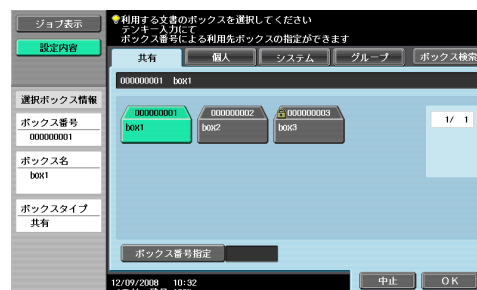 ジョブ表示
設定内容
選択ボックス情報
ボックス番号
000000001
ボックス名
box1
ボックスタイプ
共有
利用する文書のボックスを選択してください
テンキー入力にて
ボックス番号による利用先ボックスの指定ができます
共有 個人 システム グループ ボックス検索
000000001 box1
000000001 000000002 000000003
box1 box2 box3
1/ 1
ボックス番号指定
12/09/2008 10:32
中止 OK